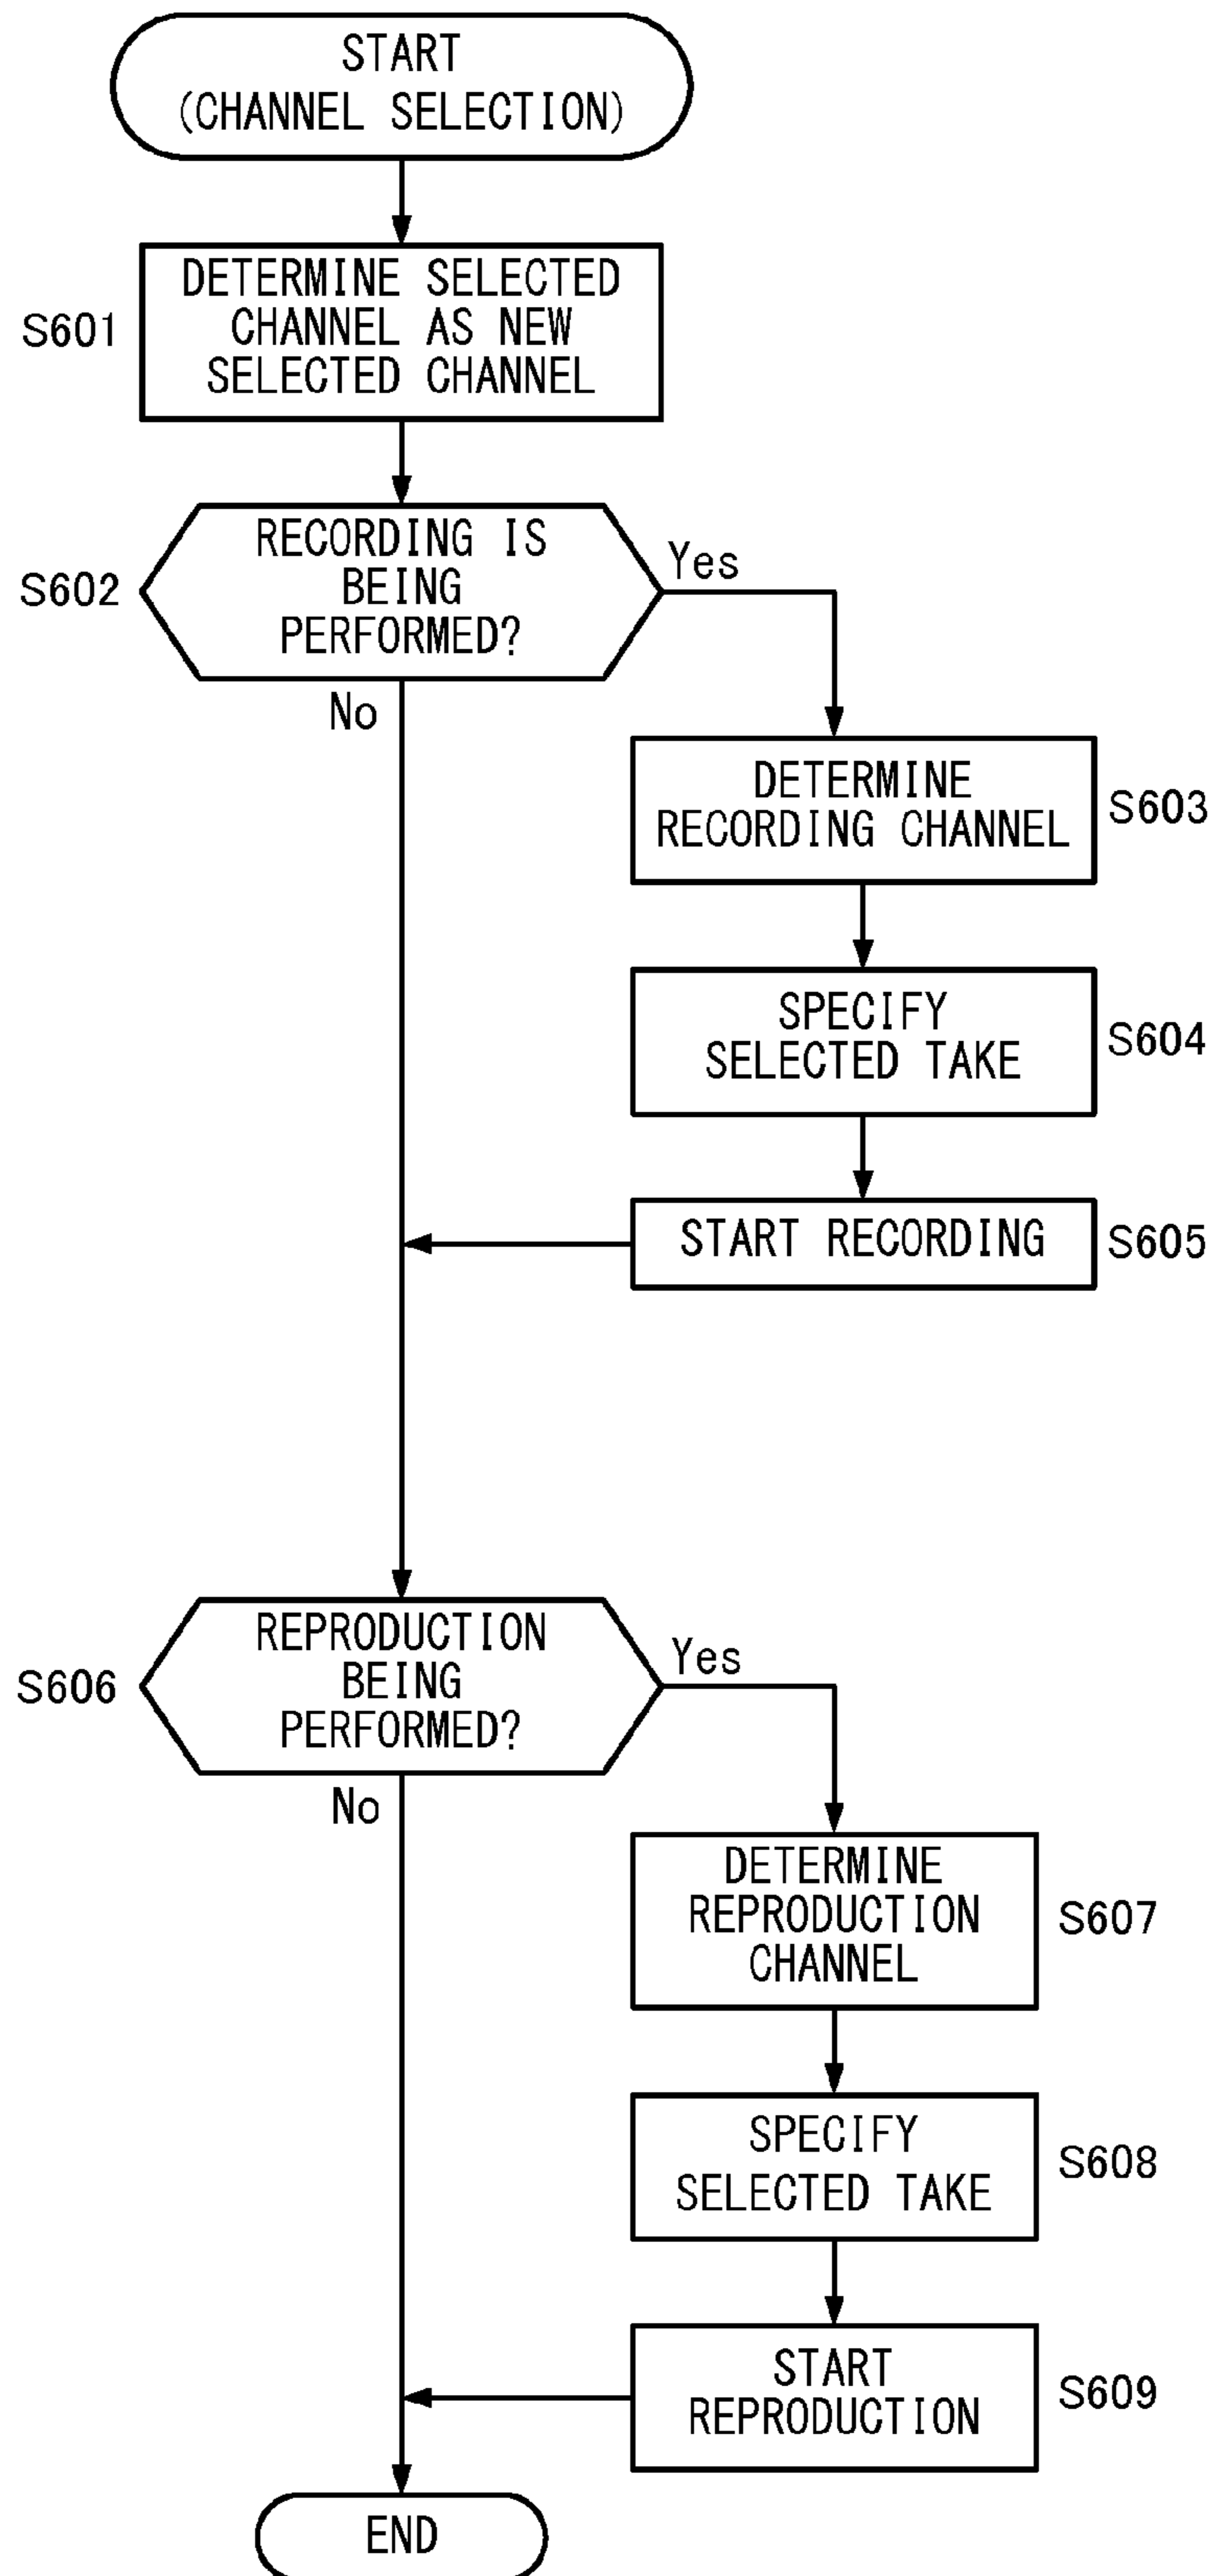 START
(CHANNEL SELECTION)
S601
DETERMINE SELECTED
CHANNEL AS NEW
SELECTED CHANNEL
S602
RECORDING IS
BEING
PERFORMED?
Yes
No
DETERMINE
RECORDING CHANNEL
S603
SPECIFY
SELECTED TAKE
S604
START RECORDING
S605
S606
REPRODUCTION
BEING
PERFORMED?
Yes
No
DETERMINE
REPRODUCTION
CHANNEL
S607
SPECIFY
SELECTED TAKE
S608
START
REPRODUCTION
S609
END